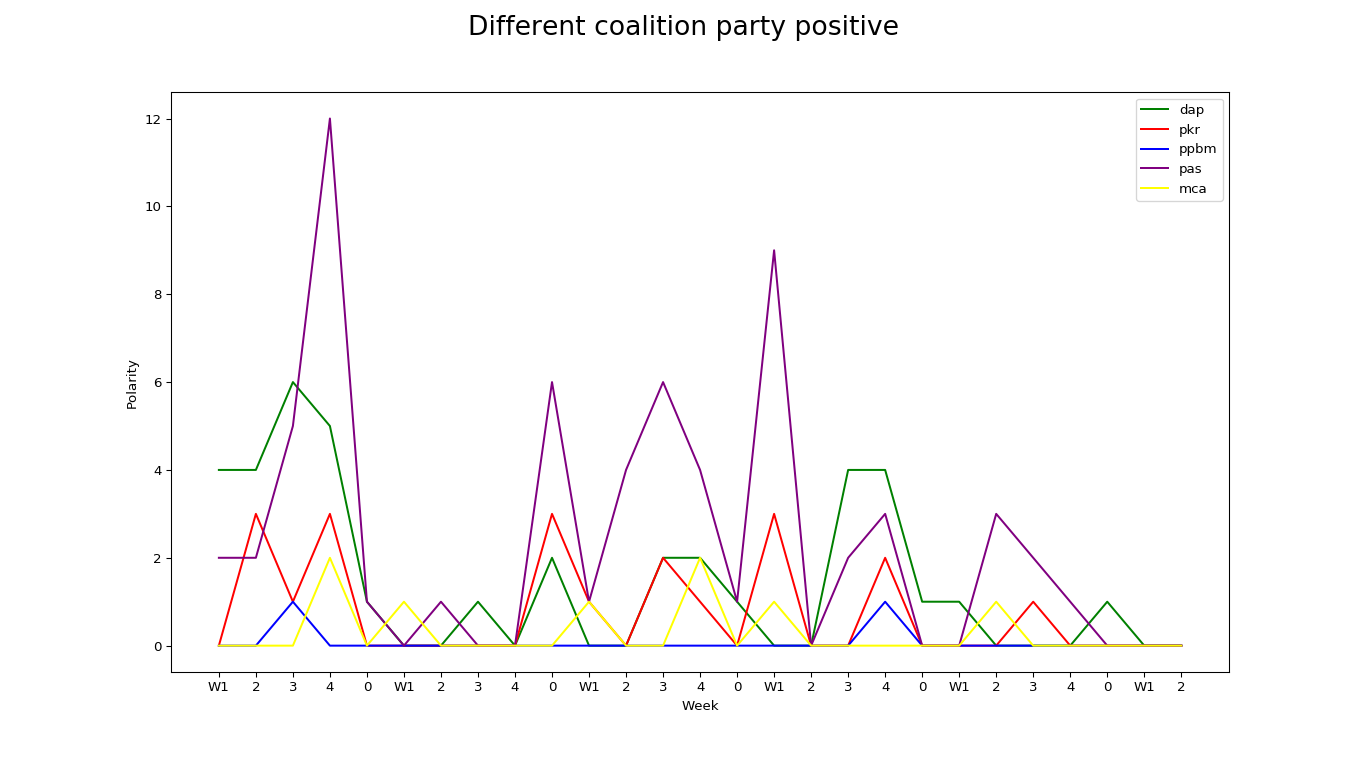 Different coalition party positive
dap
pkr
ppbm
pas
mca
12
10
8
6
4
2
0
Polarity
W1 2 3 4 0 W1 2 3 4 0 W1 2 3 4 0 W1 2 3 4 0 W1 2 3 4 0 W1 2
Week